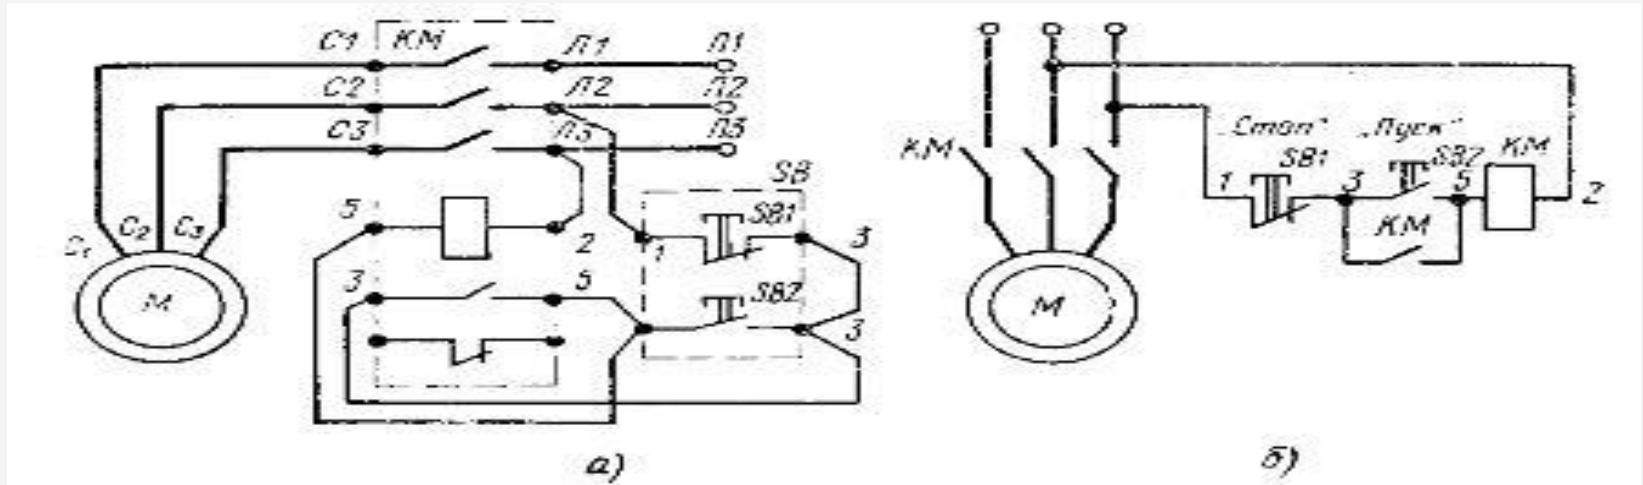 С1 КМ Л1 Л1
С2 Л2 Л2
С3 Л3 Л3
SB
5 2 SB1
1 3
С1 С2 С3
М
3 5 SB2
3
а)
КМ
„Стоп" „Пуск"
SB1 SB2 КМ
1 3 5 2
КМ
М
б)